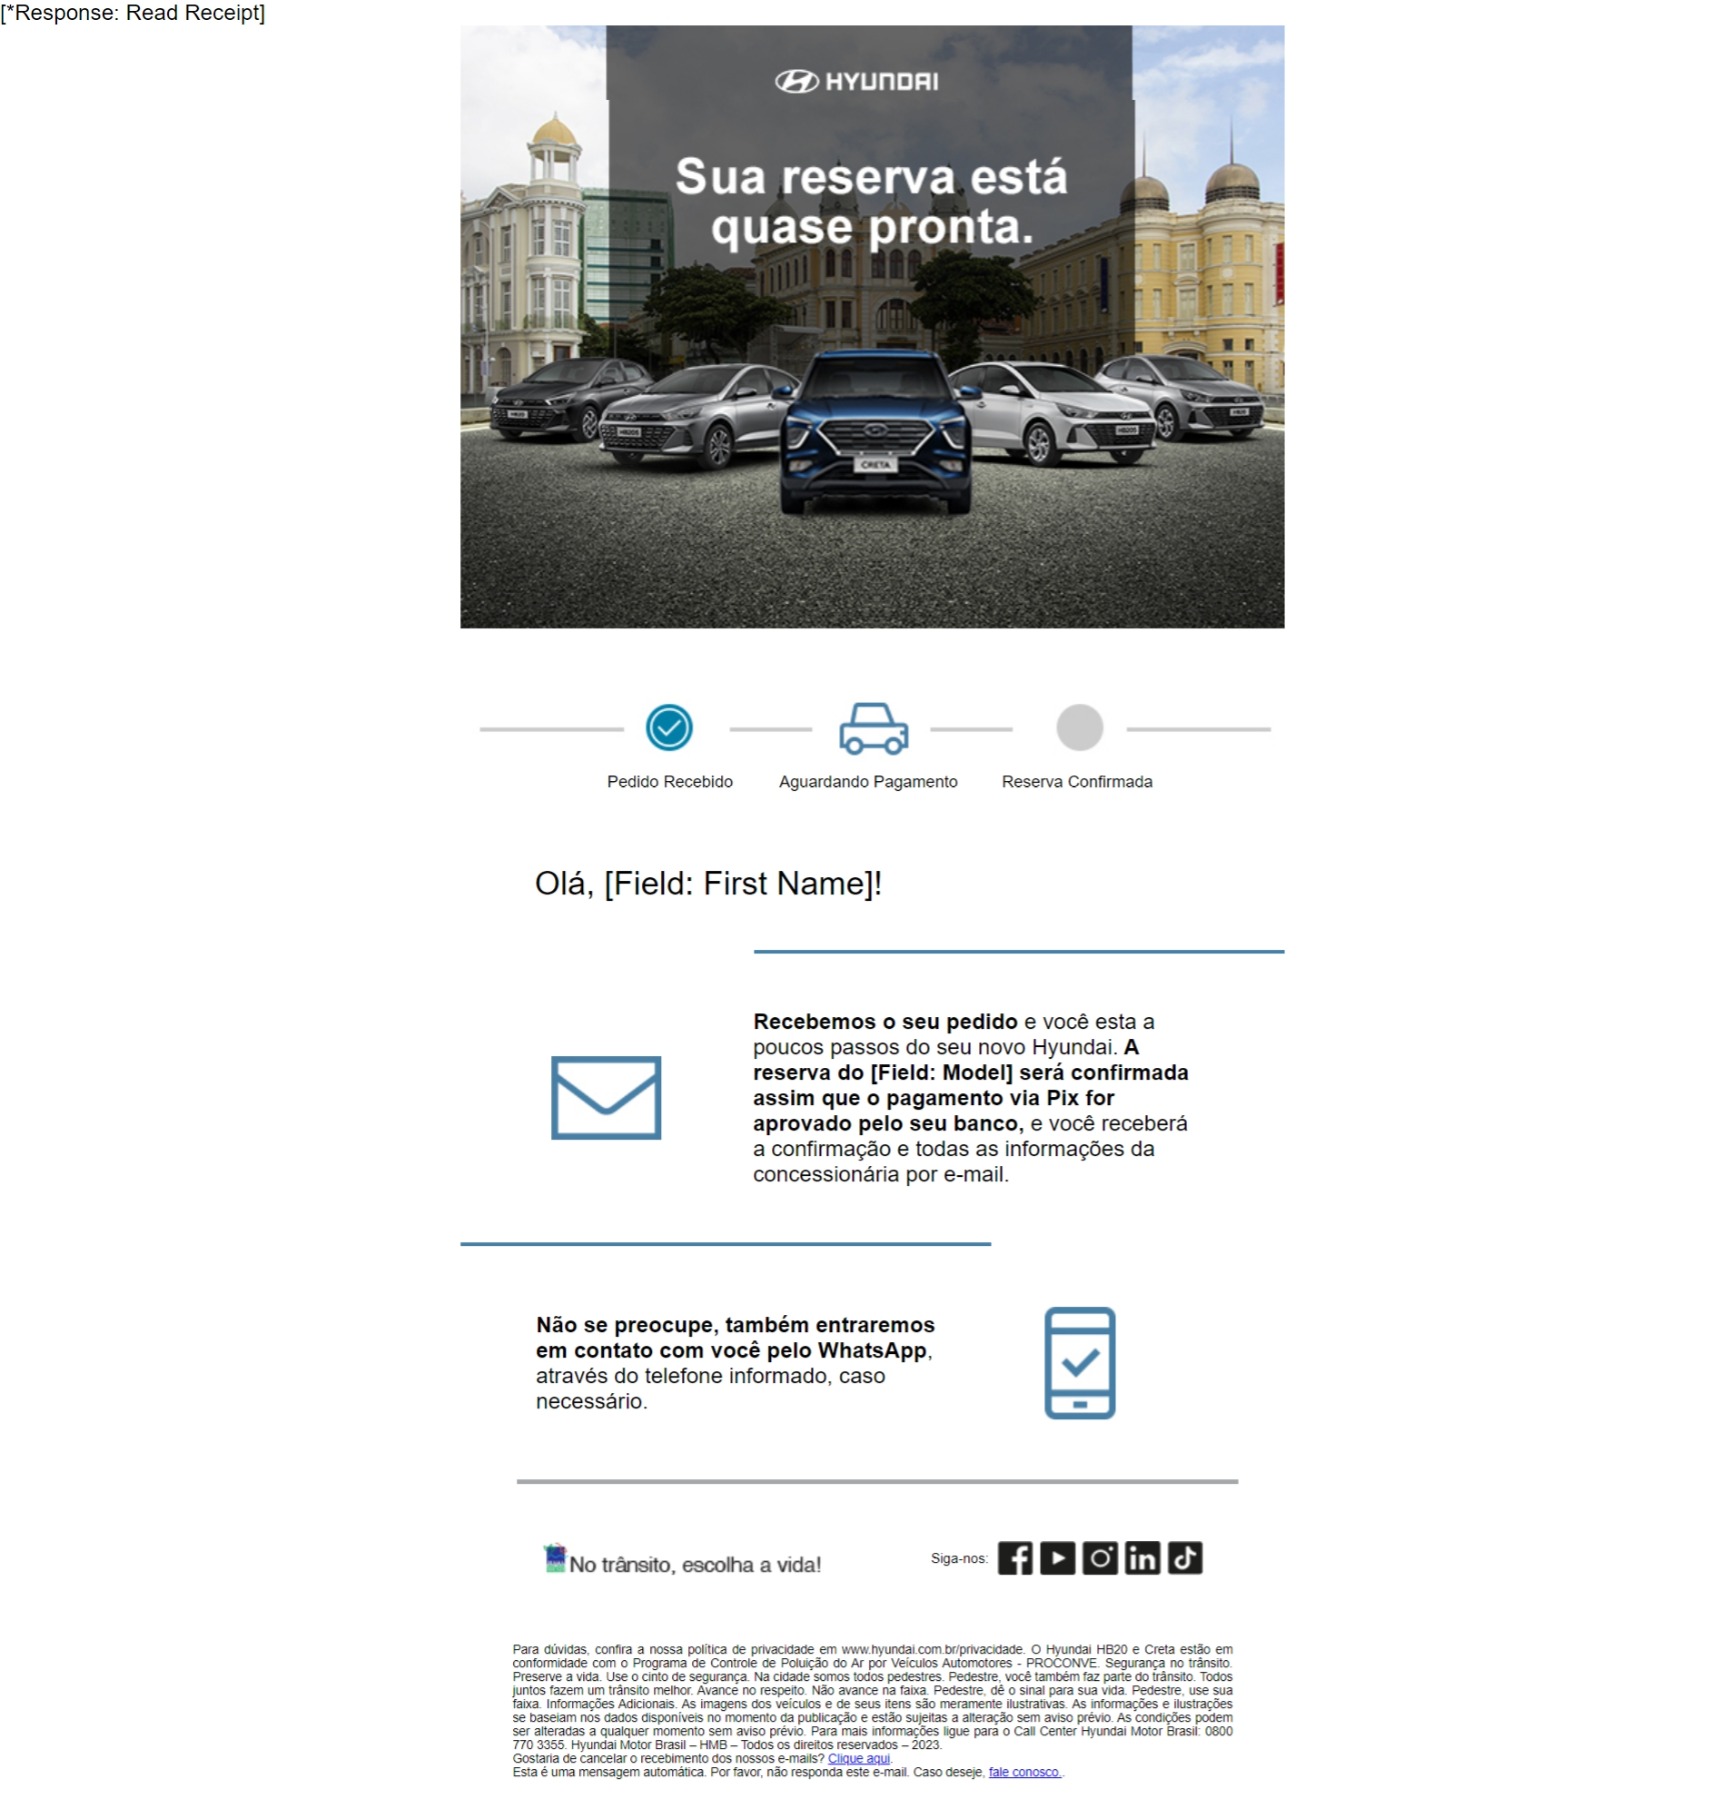 [*Response: Read Receipt]
HYUNDAI
Sua reserva está
quase pronta.
HB20
HB20S
CRETA
HB20S
HB20
Pedido Recebido
Aguardando Pagamento
Reserva Confirmada
Olá, [Field: First Name]!
Recebemos o seu pedido e você esta a
poucos passos do seu novo Hyundai. A
reserva do [Field: Model] será confirmada
assim que o pagamento via Pix for
aprovado pelo seu banco, e você receberá
a confirmação e todas as informações da
concessionária por e-mail.
Não se preocupe, também entraremos
em contato com você pelo WhatsApp,
através do telefone informado, caso
necessário.
No trânsito, escolha a vida!
Siga-nos:
Para dúvidas, confira a nossa política de privacidade em www.hyundai.com.br/privacidade. O Hyundai HB20 e Creta estão em
conformidade com o Programa de Controle de Poluição do Ar por Veículos Automotores - PROCONVE. Segurança no trânsito.
Preserve a vida. Use o cinto de segurança. Na cidade somos todos pedestres. Pedestre, você também faz parte do trânsito. Todos
juntos fazem um trânsito melhor. Avance no respeito. Não avance na faixa. Pedestre, dê o sinal para sua vida. Pedestre, use sua
faixa. Informações Adicionais. As imagens dos veículos e de seus itens são meramente ilustrativas. As informações e ilustrações
se baseiam nos dados disponíveis no momento da publicação e estão sujeitas a alteração sem aviso prévio. As condições podem
ser alteradas a qualquer momento sem aviso prévio. Para mais informações ligue para o Call Center Hyundai Motor Brasil: 0800
770 3355. Hyundai Motor Brasil – HMB – Todos os direitos reservados – 2023.
Gostaria de cancelar o recebimento dos nossos e-mails? Clique aqui.
Esta é uma mensagem automática. Por favor, não responda este e-mail. Caso deseje, fale conosco..